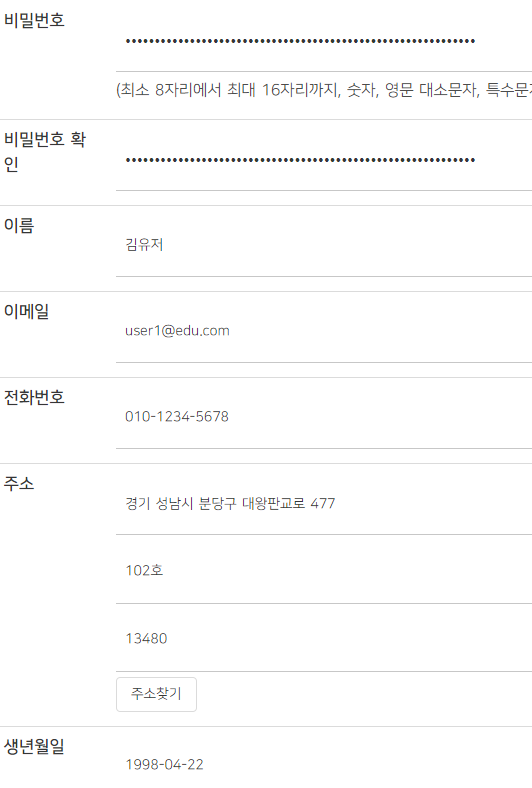 비밀번호
(최소 8자리에서 최대 16자리까지, 숫자, 영문 대소문자,
비밀번호 확
인
이름
김유저
이메일
user1@edu.com
전화번호
010-1234-5678
주소
경기 성남시 분당구 대왕판교로 477
102호
13480
주소찾기
생년월일
1998-04-22